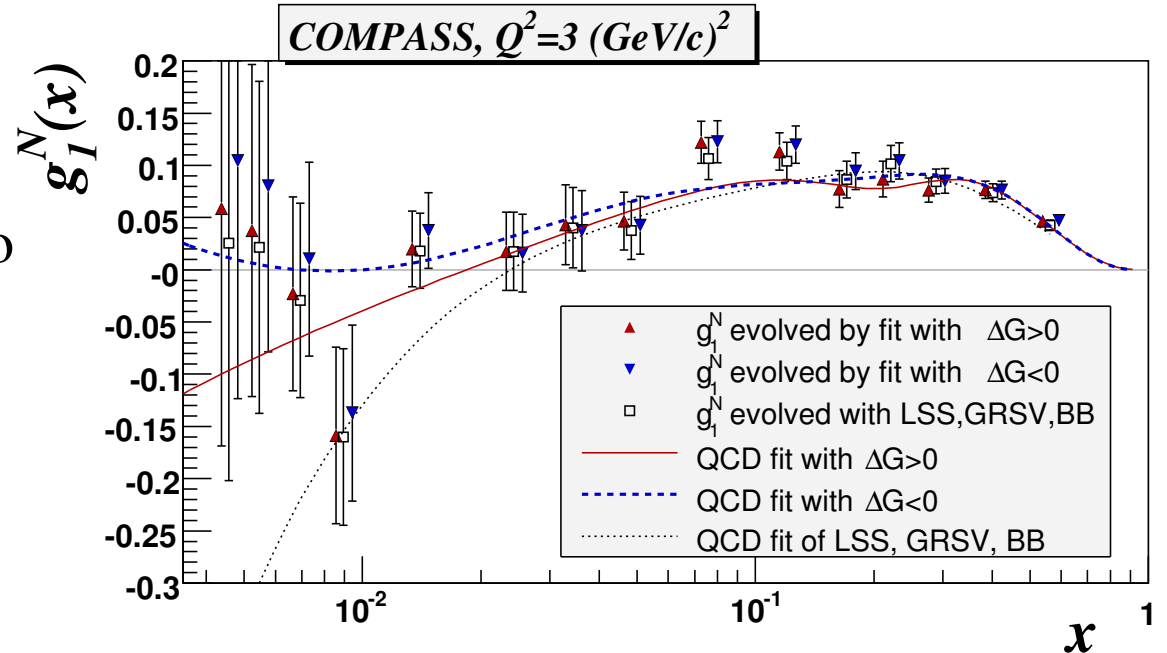 COMPASS, Q²=3 (GeV/c)²
g₁ᴺ(x)
0.2
0.15
0.1
0.05
-0
-0.05
-0.1
-0.15
-0.2
-0.25
-0.3
g₁ᴺ evolved by fit with ΔG>0
g₁ᴺ evolved by fit with ΔG<0
g₁ᴺ evolved with LSS,GRSV,BB
QCD fit with ΔG>0
QCD fit with ΔG<0
QCD fit of LSS, GRSV, BB
10⁻² 10⁻¹ 1
x